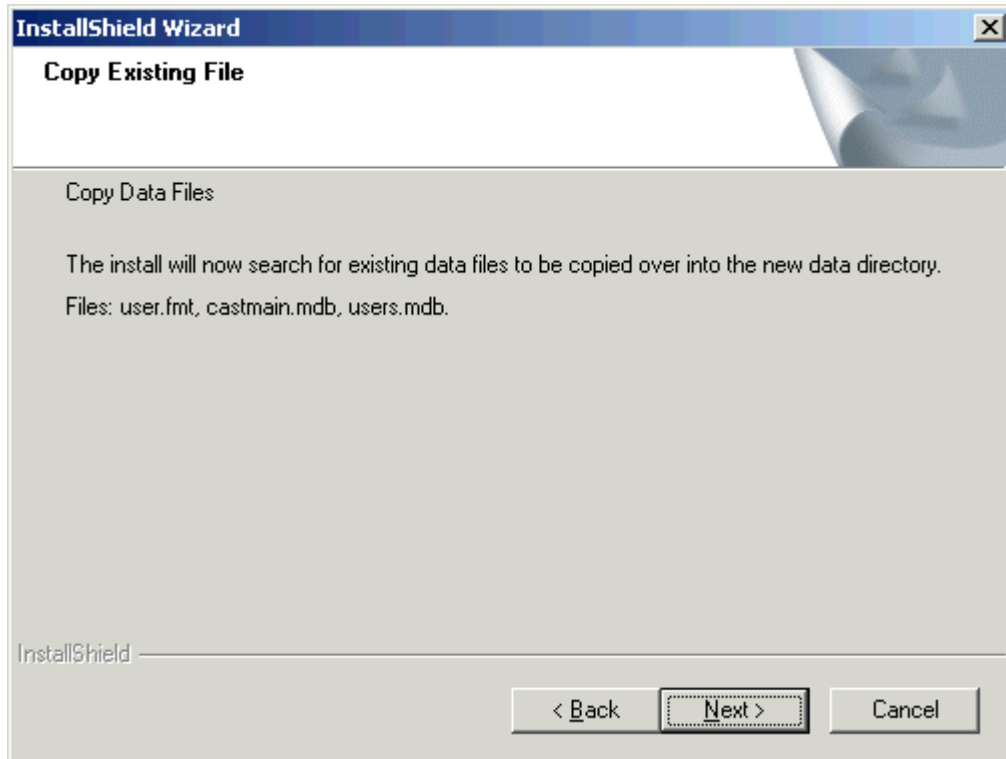 InstallShield Wizard
Copy Existing File
Copy Data Files
The install will now search for existing data files to be copied over into the new data directory.
Files: user.fmt, castmain.mdb, users.mdb.
InstallShield
< Back
Next >
Cancel